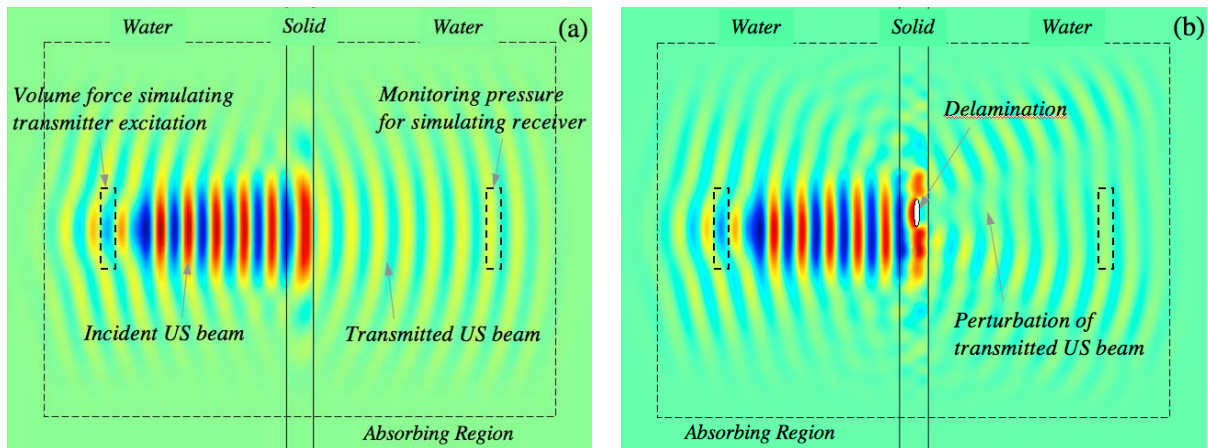 Water
Solid
Water
(a)
Volume force simulating
transmitter excitation
Monitoring pressure
for simulating receiver
Incident US beam
Transmitted US beam
Absorbing Region
Water
Solid
Water
(b)
Delamination
Perturbation of
transmitted US beam
Absorbing Region